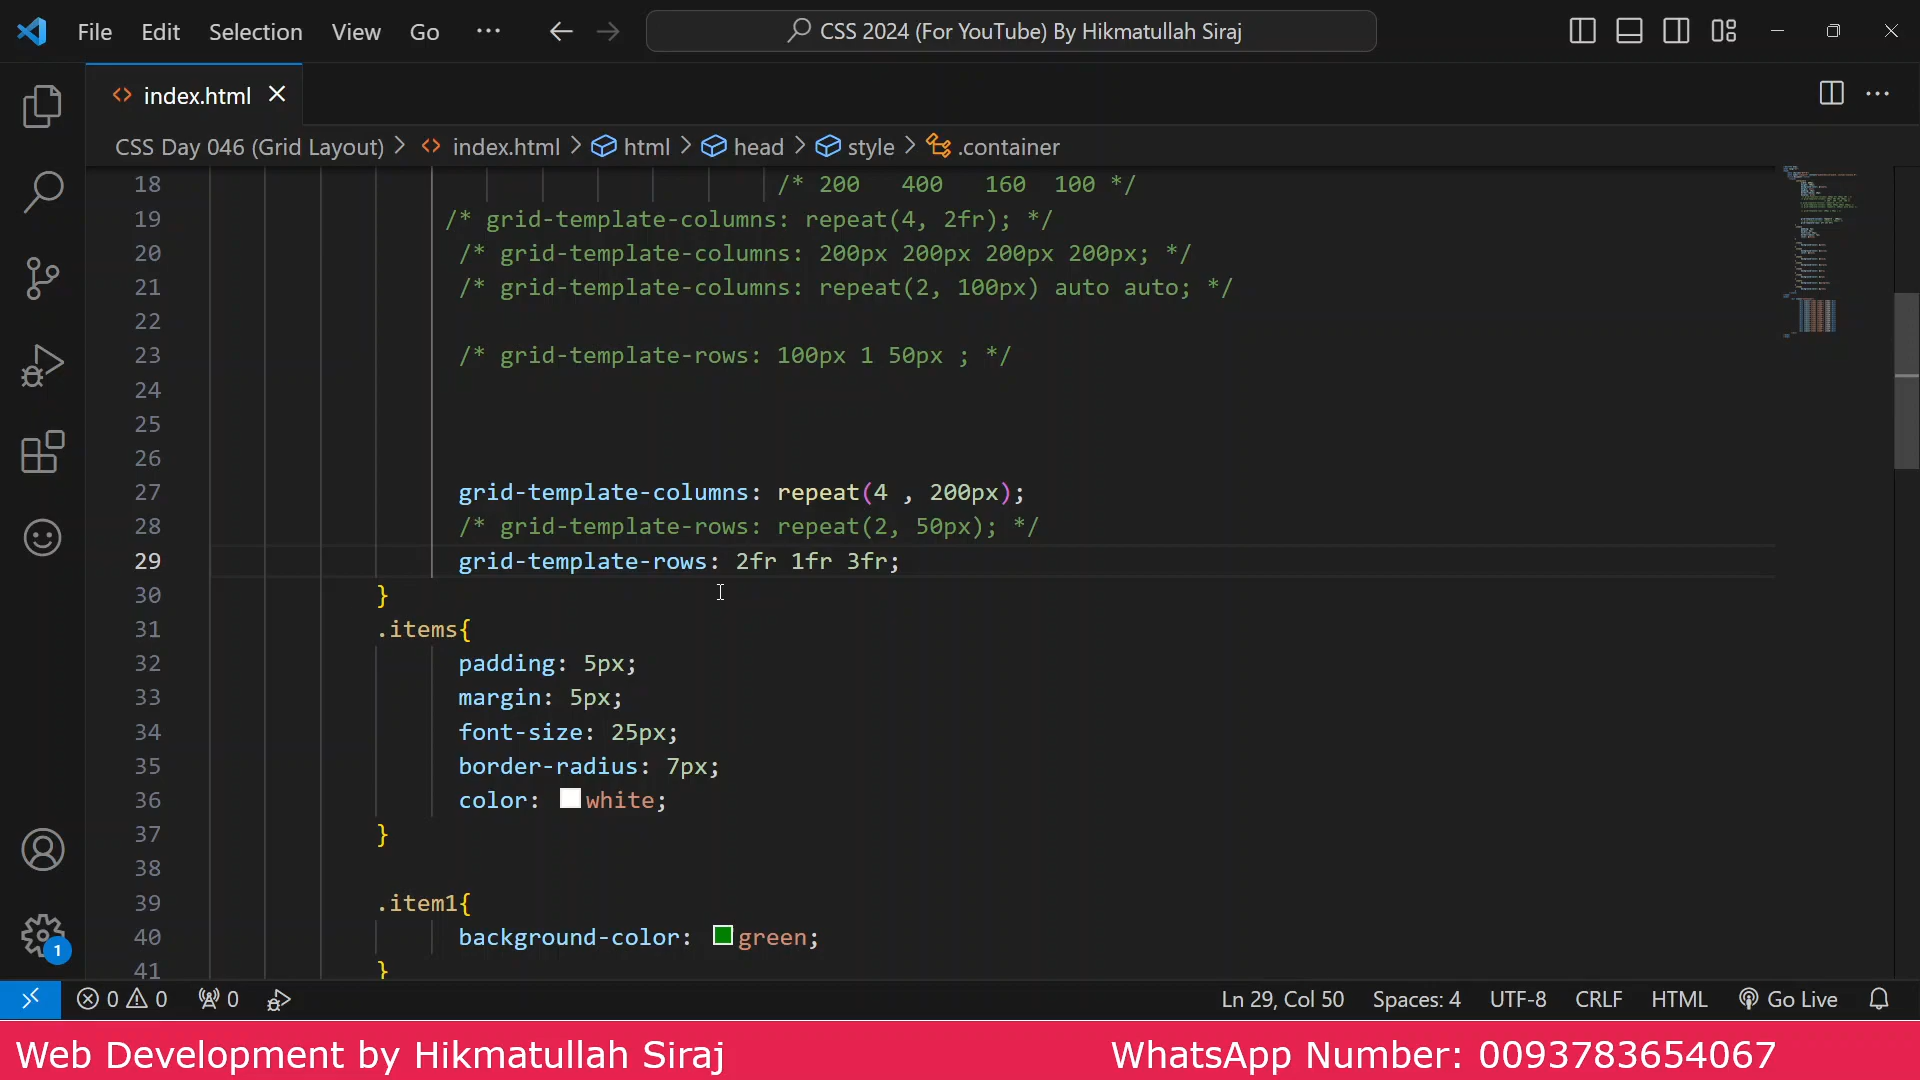 File Edit Selection View Go ··· CSS 2024 (For YouTube) By Hikmatullah Siraj
index.html
CSS Day 046 (Grid Layout) > index.html > html > head > style > .container
18 /* 200 400 160 100 */
19 /* grid-template-columns: repeat(4, 2fr); */
20 /* grid-template-columns: 200px 200px 200px 200px; */
21 /* grid-template-columns: repeat(2, 100px) auto auto; */
22
23 /* grid-template-rows: 100px 1 50px ; */
24
25
26
27 grid-template-columns: repeat(4 , 200px);
28 /* grid-template-rows: repeat(2, 50px); */
29 grid-template-rows: 2fr 1fr 3fr;
30 }
31 .items{
32 padding: 5px;
33 margin: 5px;
34 font-size: 25px;
35 border-radius: 7px;
36 color: white;
37 }
38
39 .item1{
40 background-color: green;
41 }
1
0 0 0 Ln 29, Col 50 Spaces: 4 UTF-8 CRLF HTML Go Live
Web Development by Hikmatullah Siraj WhatsApp Number: 0093783654067